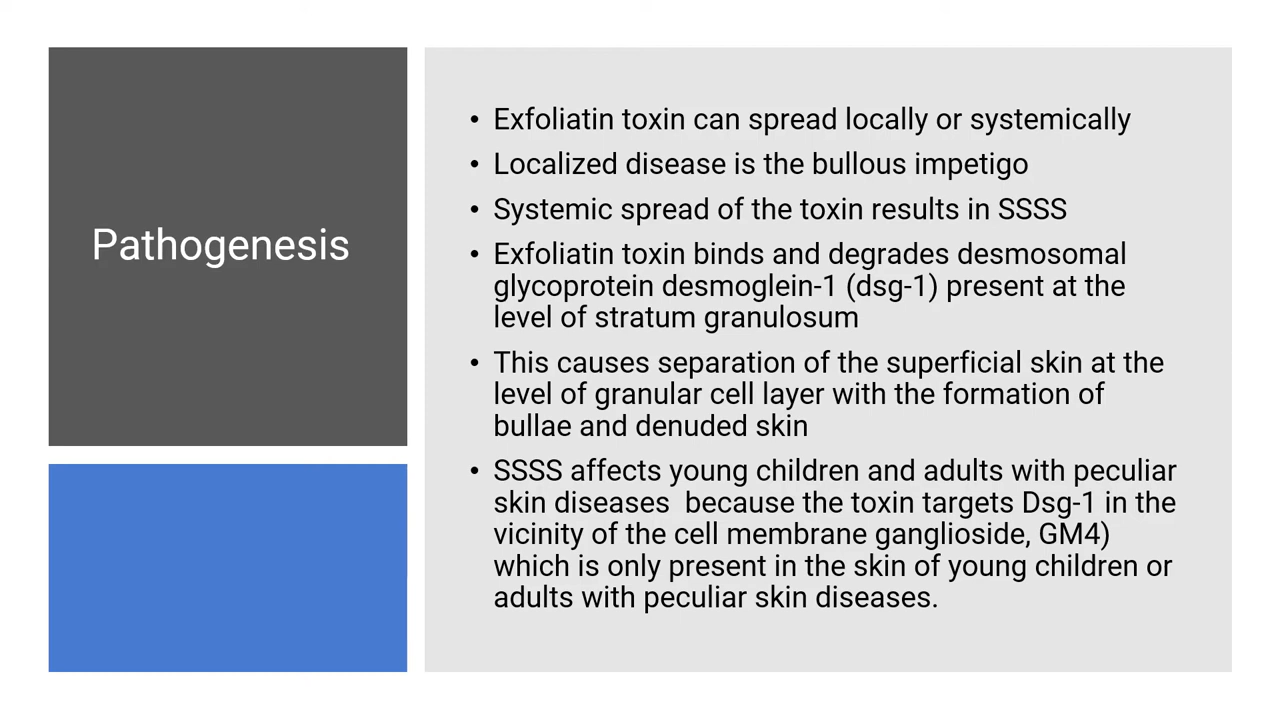 Pathogenesis
• Exfoliatin toxin can spread locally or systemically
• Localized disease is the bullous impetigo
• Systemic spread of the toxin results in SSSS
• Exfoliatin toxin binds and degrades desmosomal
glycoprotein desmoglein-1 (dsg-1) present at the
level of stratum granulosum
• This causes separation of the superficial skin at the
level of granular cell layer with the formation of
bullae and denuded skin
• SSSS affects young children and adults with peculiar
skin diseases  because the toxin targets Dsg-1 in the
vicinity of the cell membrane ganglioside, GM4)
which is only present in the skin of young children or
adults with peculiar skin diseases.